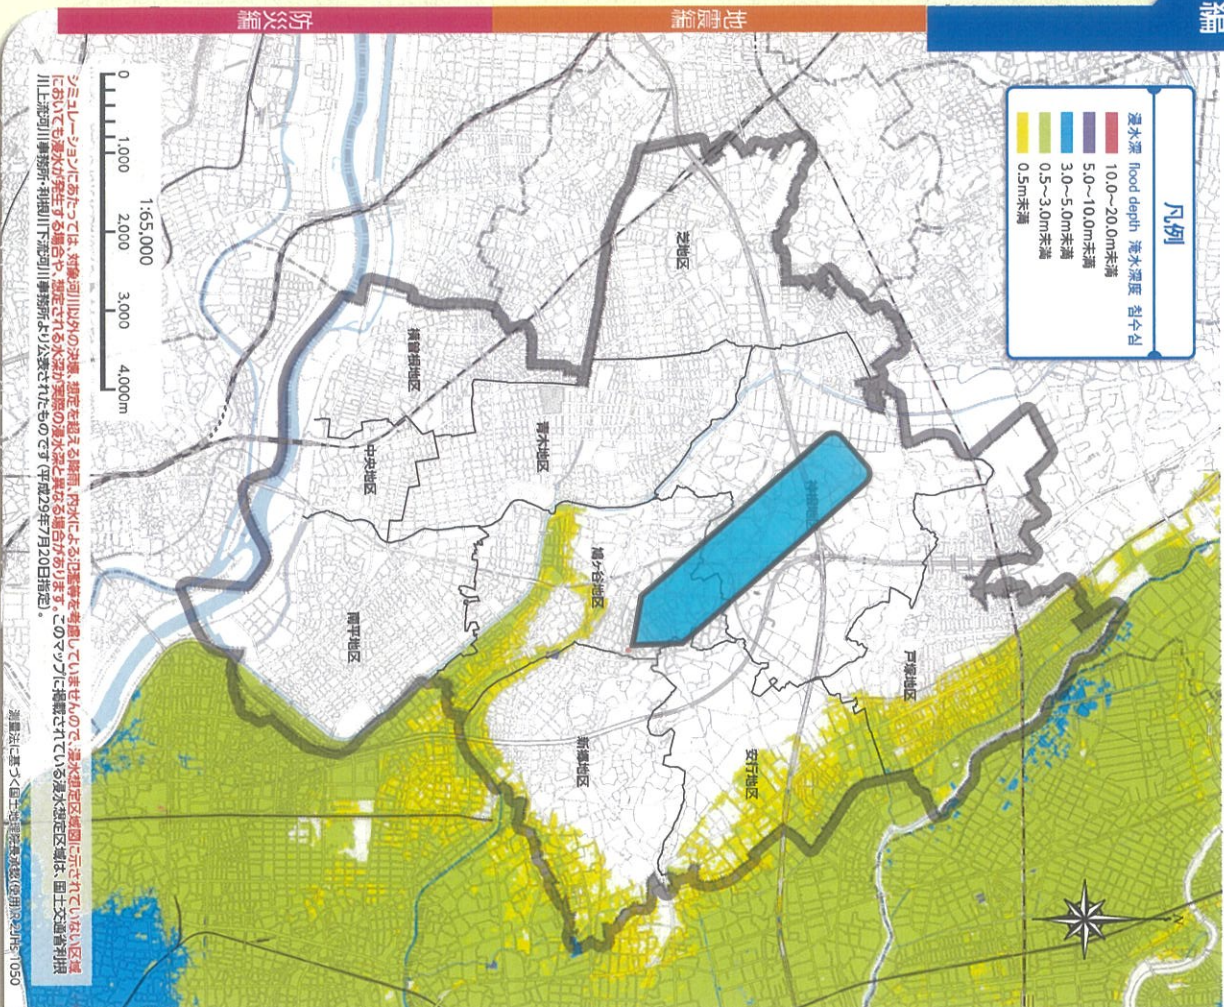 編
地震編
防災編
凡例
浸水深 flood depth 淹水深度 침수심
10.0～20.0m未満
5.0～10.0m未満
3.0～5.0m未満
0.5～3.0m未満
0.5m未満
N
芝地区
神根地区
戸塚地区
安行地区
新郷地区
鳩ヶ谷地区
青木地区
横曽根地区
中央地区
南平地区
1:65,000
0 1,000 2,000 3,000 4,000m
シミュレーションにあたっては、対象河川以外の決壊、想定を超える降雨、内水による氾濫等を考慮していませんので、浸水想定区域図に示されていない区域
においても浸水が発生する場合や、想定される水深が実際の浸水深と異なる場合があります。このマップに掲載されている浸水想定区域は、国土交通省利根
川上流河川事務所・利根川下流河川事務所より公表されたものです（平成29年7月20日指定）。
測量法に基づく国土地理院長承認（使用）R 2JHs 1050